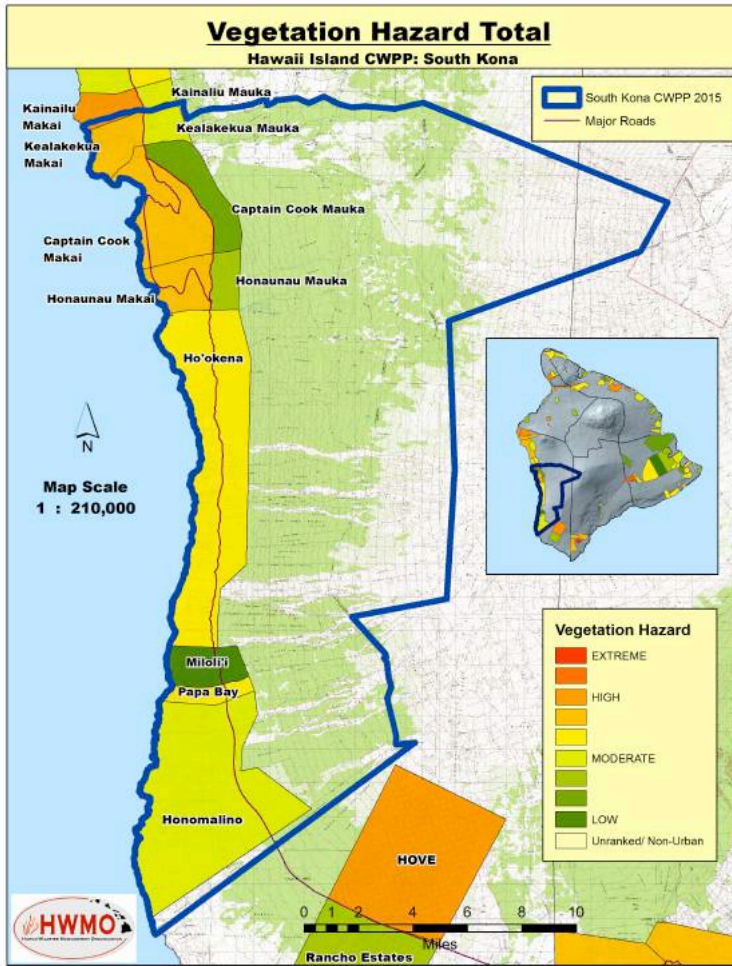 Vegetation Hazard Total
Hawaii Island CWPP: South Kona
South Kona CWPP 2015
Major Roads
Kainaliu Mauka
Kainailu
Makai
Kealakekua Mauka
Kealakekua
Makai
Captain Cook Mauka
Captain Cook
Makai
Honaunau Mauka
Honaunau Makai
Ho'okena
N
Map Scale
1 : 210,000
Vegetation Hazard
EXTREME
HIGH
MODERATE
LOW
Unranked/ Non-Urban
Miloli'i
Papa Bay
Honomalino
HOVE
0 1 2 4 6 8 10
Miles
Rancho Estates
HWMO